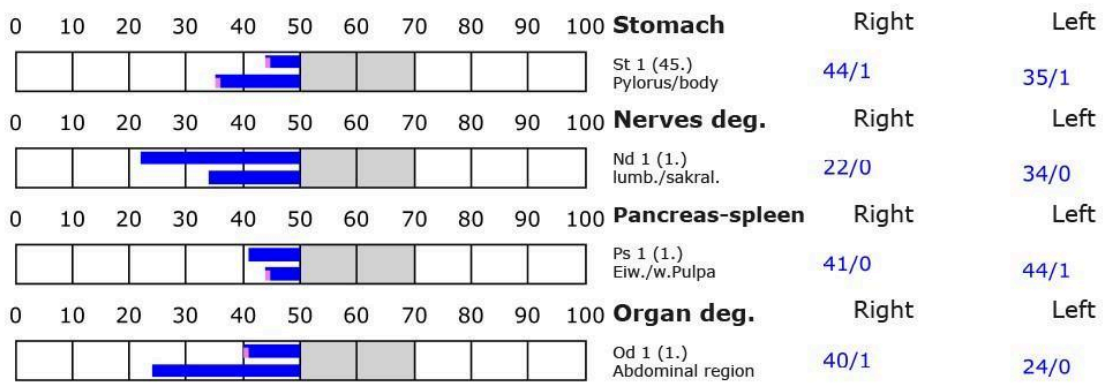 0 10 20 30 40 50 60 70 80 90 100 Stomach Right Left
St 1 (45.) 44/1 35/1
Pylorus/body
0 10 20 30 40 50 60 70 80 90 100 Nerves deg. Right Left
Nd 1 (1.) 22/0 34/0
lumb./sakral.
0 10 20 30 40 50 60 70 80 90 100 Pancreas-spleen Right Left
Ps 1 (1.) 41/0 44/1
Eiw./w.Pulpa
0 10 20 30 40 50 60 70 80 90 100 Organ deg. Right Left
Od 1 (1.) 40/1 24/0
Abdominal region